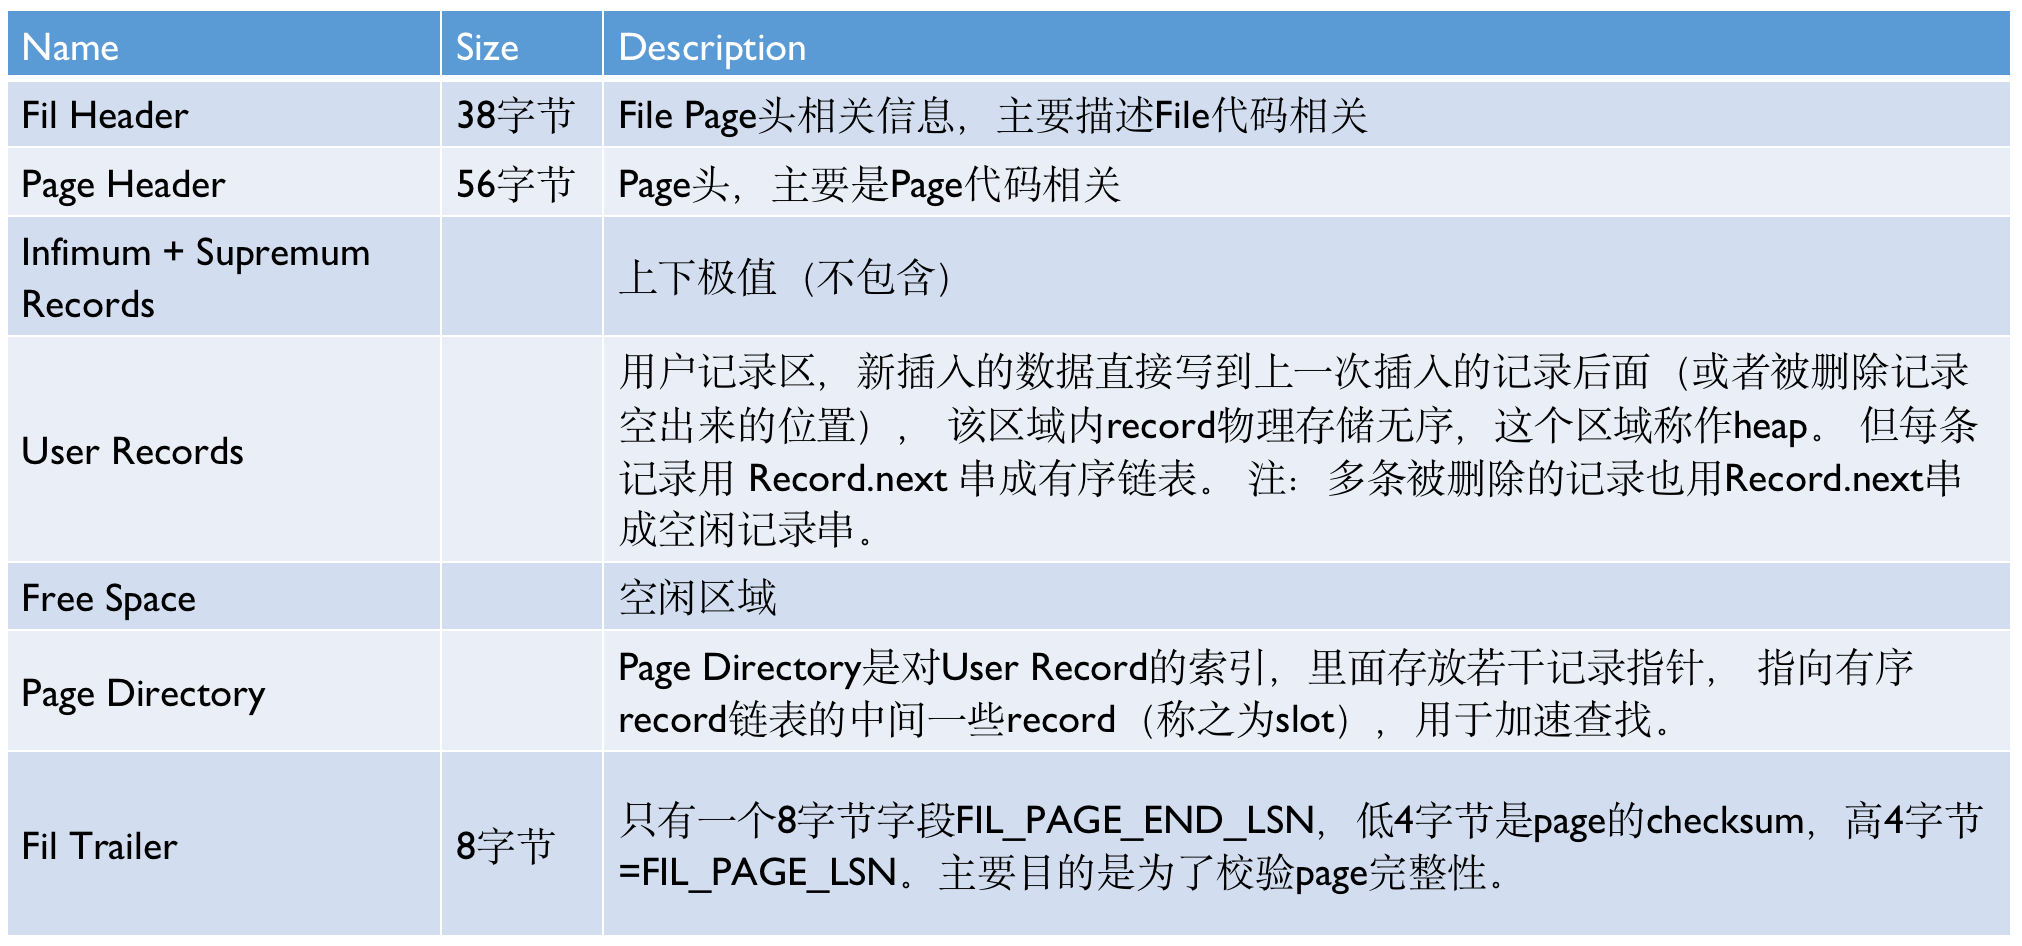 Name Size Description
Fil Header 38字节 File Page头相关信息，主要描述File代码相关
Page Header 56字节 Page头，主要是Page代码相关
Infimum + Supremum
Records
上下极值（不包含）
User Records
用户记录区，新插入的数据直接写到上一次插入的记录后面（或者被删除记录
空出来的位置）， 该区域内record物理存储无序，这个区域称作heap。 但每条
记录用 Record.next 串成有序链表。 注：多条被删除的记录也用Record.next串
成空闲记录串。
Free Space 空闲区域
Page Directory
Page Directory是对User Record的索引，里面存放若干记录指针， 指向有序
record链表的中间一些record（称之为slot），用于加速查找。
Fil Trailer 8字节
只有一个8字节字段FIL_PAGE_END_LSN，低4字节是page的checksum，高4字节
=FIL_PAGE_LSN。主要目的是为了校验page完整性。